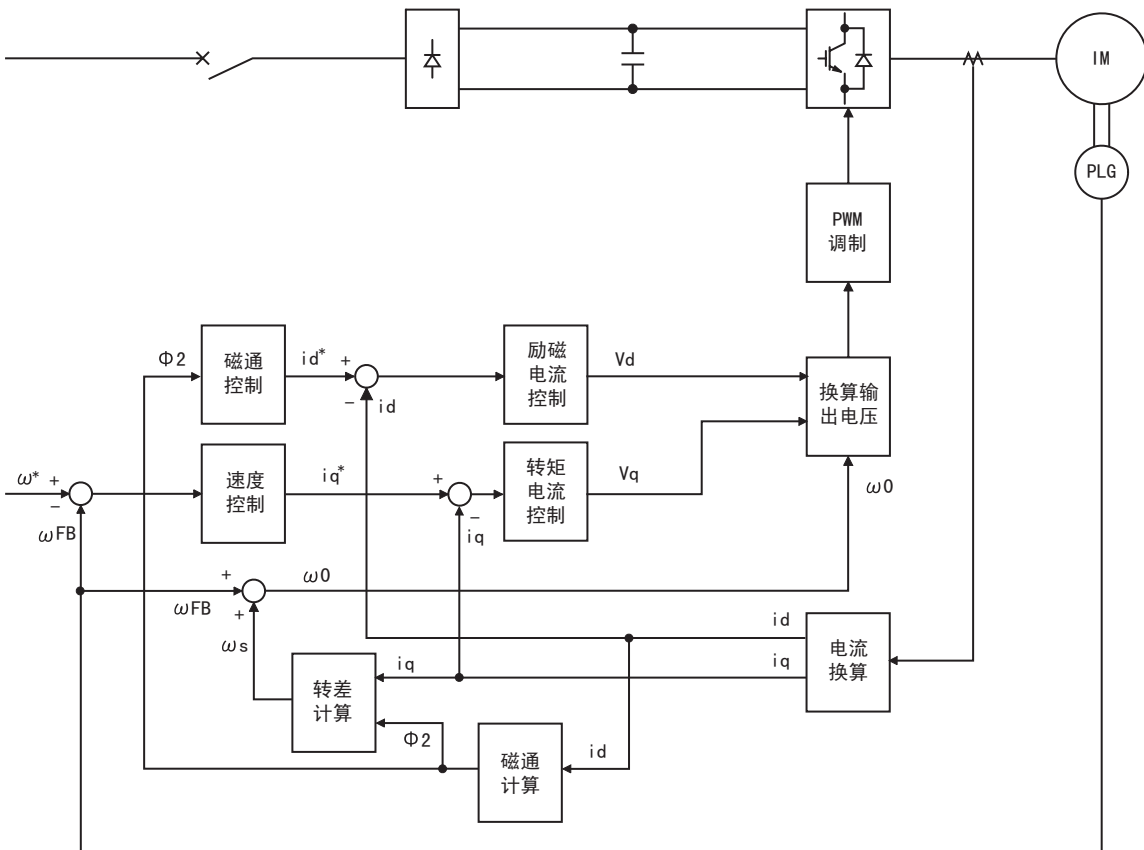 IM
PLG
PWM
调制
Φ2
磁通
控制
id*
+
-
id
励磁
电流
控制
Vd
换算输
出电压
ω*
+
-
ωFB
速度
控制
iq*
+
-
iq
转矩
电流
控制
Vq
ω0
+
ωFB
+
ω0
ωs
id
iq
电流
换算
iq
转差
计算
Φ2
磁通
计算
id